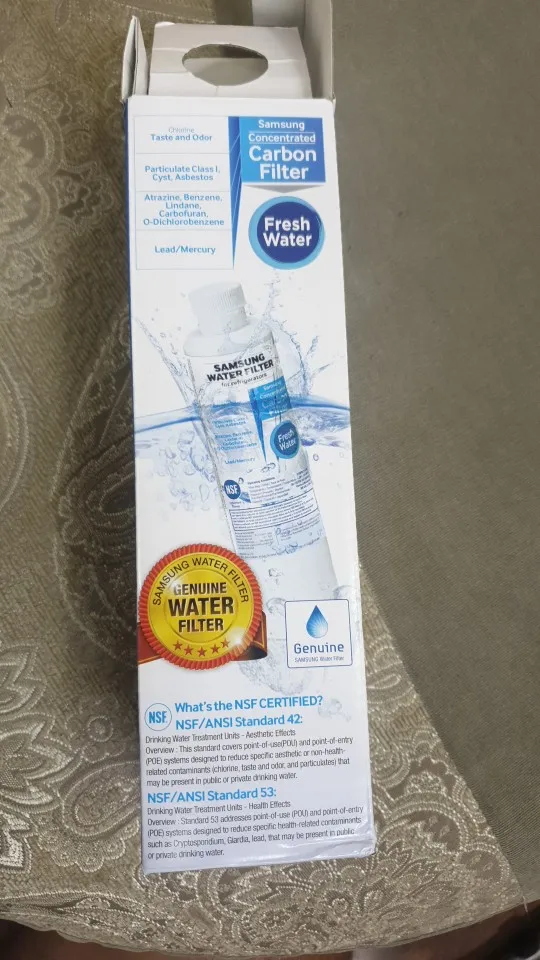 Chlorine
Taste and Odor
Particulate Class I,
Cyst, Asbestos
Atrazine, Benzene,
Lindane,
Carbofuran,
O-Dichlorobenzene
Lead/Mercury
Samsung
Concentrated
Carbon
Filter
Fresh
Water
SAMSUNG
WATER FILTER
for refrigerators
Lead/Mercury
Fresh
Water
NSF
SAMSUNG WATER FILTER
GENUINE
WATER
FILTER
Genuine
SAMSUNG Water Filter
NSF
What's the NSF CERTIFIED?
NSF/ANSI Standard 42:
Drinking Water Treatment Units - Aesthetic Effects
Overview : This standard covers point-of-use(POU) and point-of-entry
(POE) systems designed to reduce specific aesthetic or non-health-
related contaminants (chlorine, taste and odor, and particulates) that
may be present in public or private drinking water.
NSF/ANSI Standard 53:
Drinking Water Treatment Units - Health Effects
Overview : Standard 53 addresses point-of-use (POU) and point-of-entry
(POE) systems designed to reduce specific health-related contaminants
such as Cryptosporidium, Giardia, lead, that may be present in public
or private drinking water.